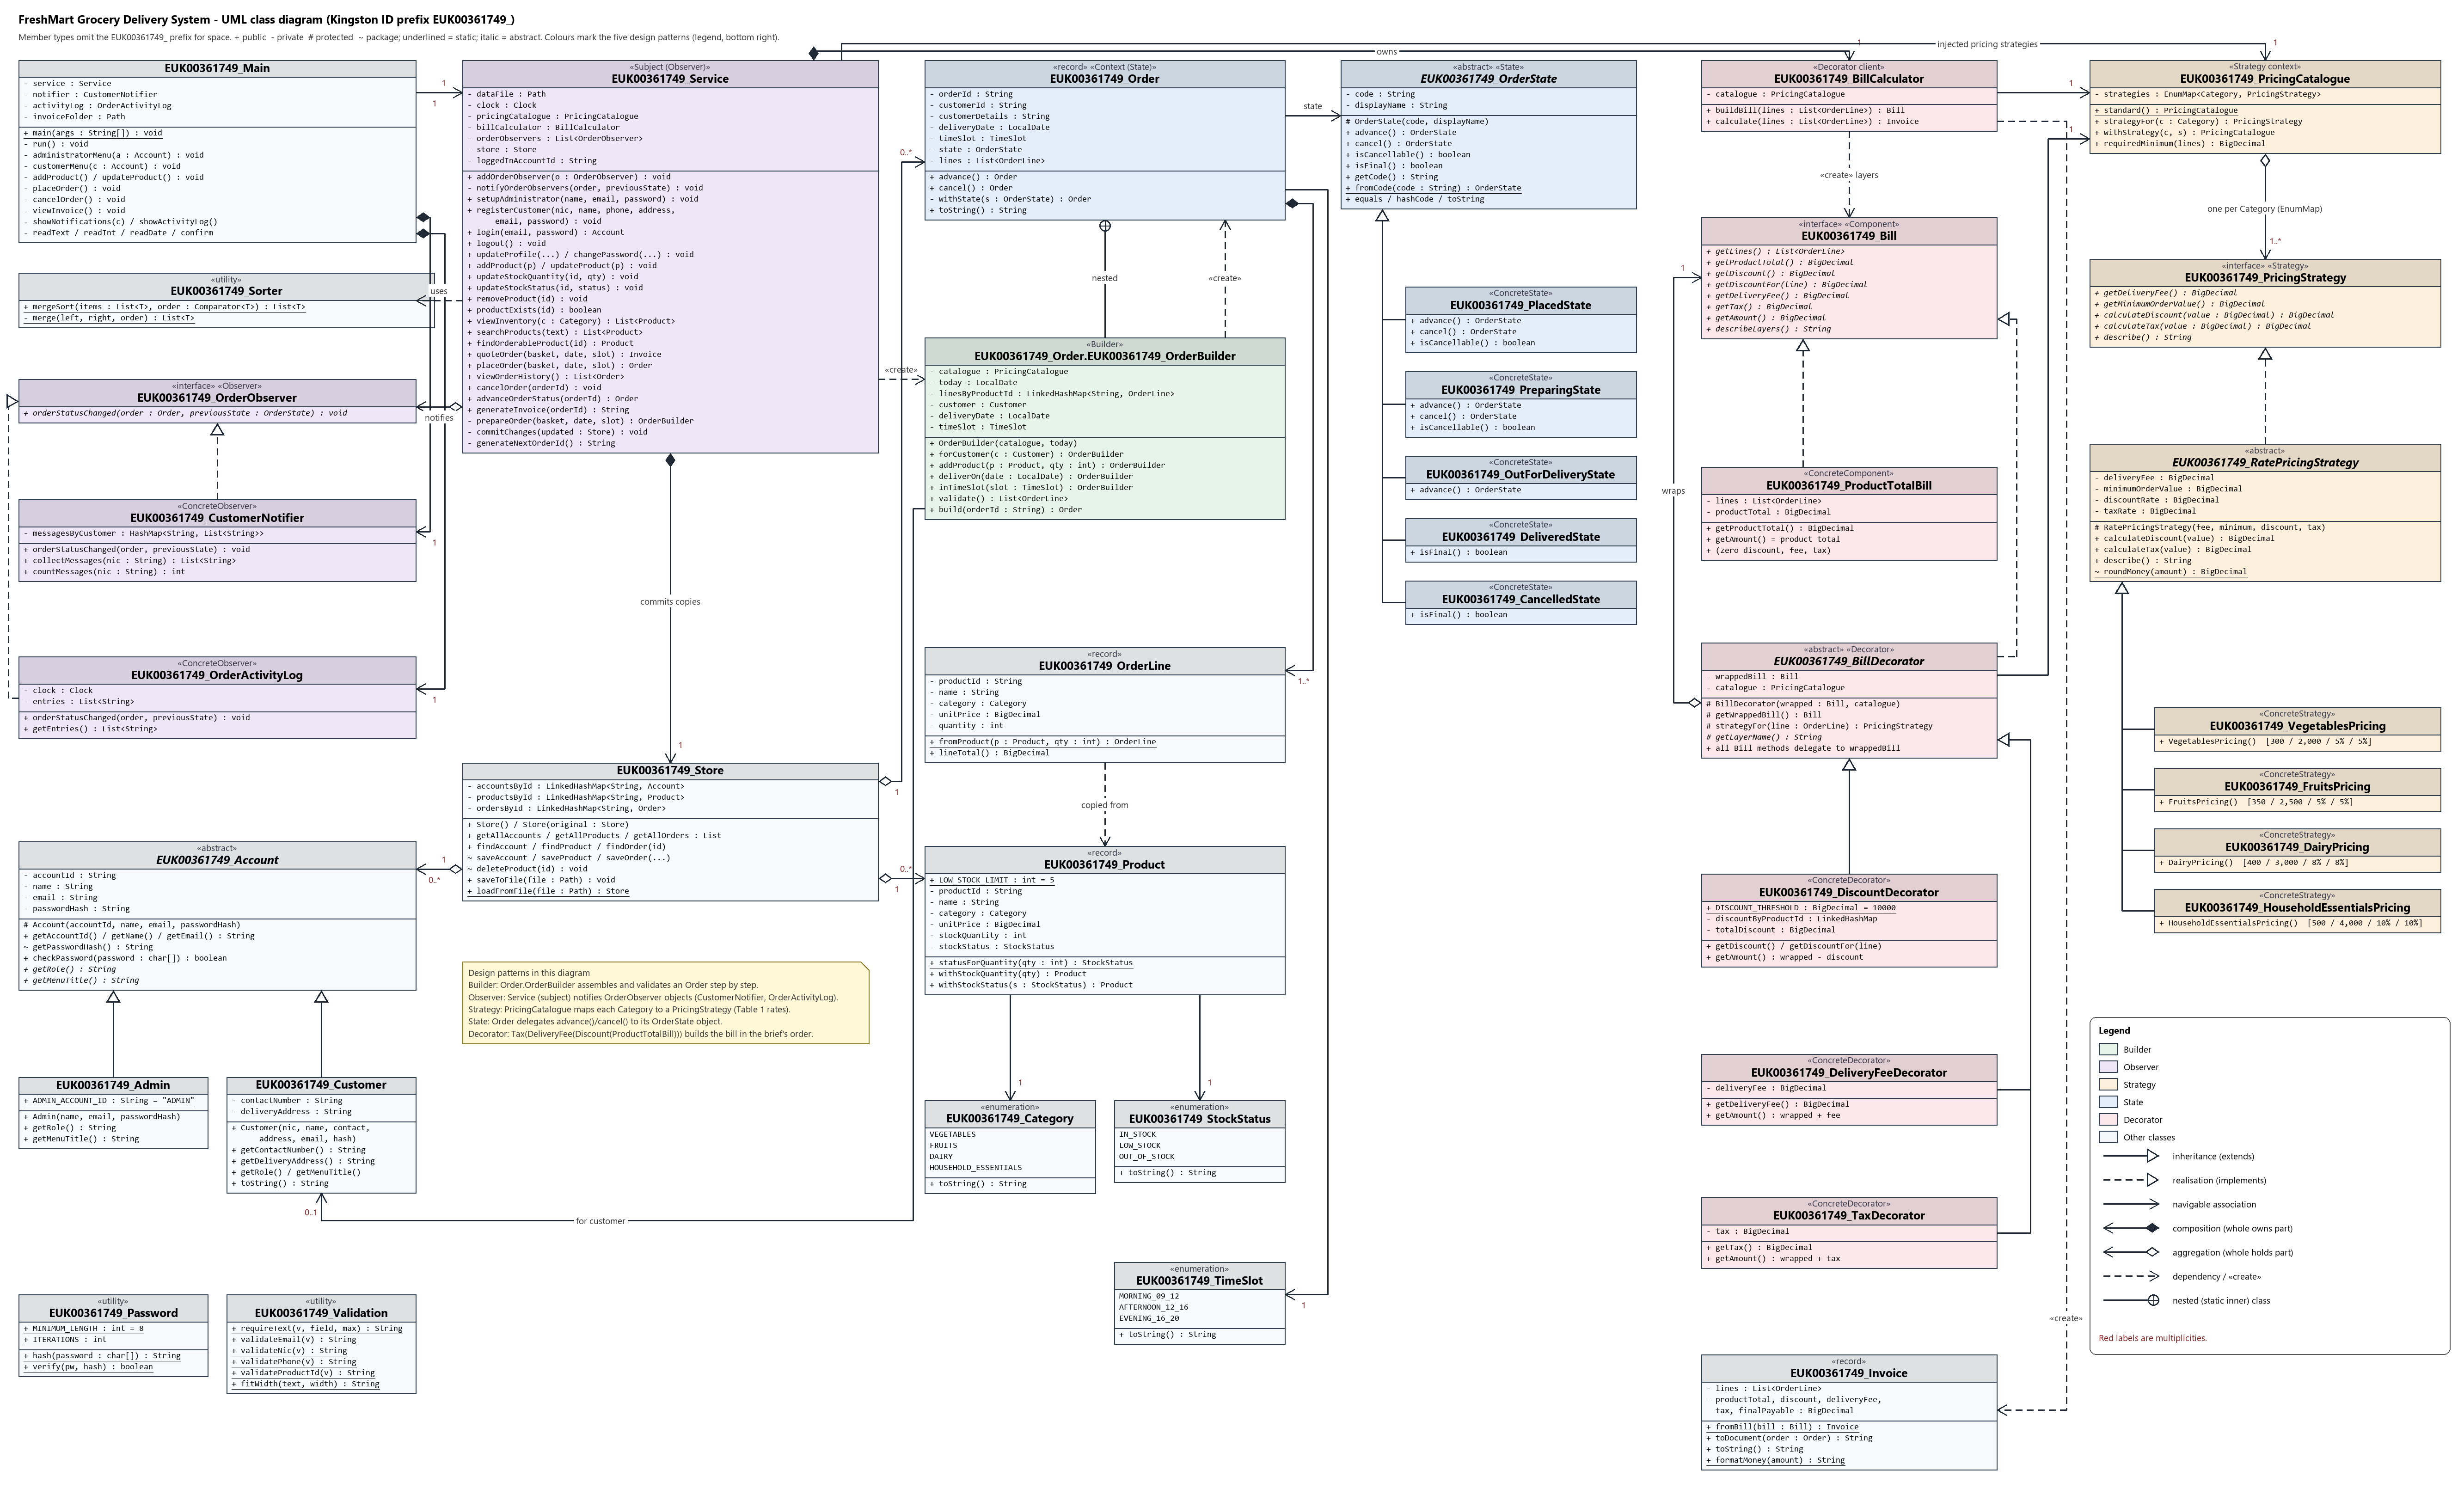 FreshMart Grocery Delivery System - UML class diagram (Kingston ID prefix EUK00361749_)
Member types omit the EUK00361749_ prefix for space. + public  - private  # protected  ~ package; underlined = static; italic = abstract. Colours mark the five design patterns (legend, bottom right).
EUK00361749_Main
- service : Service
- notifier : CustomerNotifier
- activityLog : OrderActivityLog
- invoiceFolder : Path
+ main(args : String[]) : void
- run() : void
- administratorMenu(a : Account) : void
- customerMenu(c : Account) : void
- addProduct() / updateProduct() : void
- placeOrder() : void
- cancelOrder() : void
- viewInvoice() : void
- showNotifications(c) / showActivityLog()
- readText / readInt / readDate / confirm
1
1
«utility»
EUK00361749_Sorter
+ mergeSort(items : List<T>, order : Comparator<T>) : List<T>
- merge(left, right, order) : List<T>
uses
«interface» «Observer»
EUK00361749_OrderObserver
+ orderStatusChanged(order : Order, previousState : OrderState) : void
notifies
«ConcreteObserver»
EUK00361749_CustomerNotifier
- messagesByCustomer : HashMap<String, List<String>>
+ orderStatusChanged(order, previousState) : void
+ collectMessages(nic : String) : List<String>
+ countMessages(nic : String) : int
1
«ConcreteObserver»
EUK00361749_OrderActivityLog
- clock : Clock
- entries : List<String>
+ orderStatusChanged(order, previousState) : void
+ getEntries() : List<String>
1
«abstract»
EUK00361749_Account
- accountId : String
- name : String
- email : String
- passwordHash : String
# Account(accountId, name, email, passwordHash)
+ getAccountId() / getName() / getEmail() : String
~ getPasswordHash() : String
+ checkPassword(password : char[]) : boolean
+ getRole() : String
+ getMenuTitle() : String
1
0..*
EUK00361749_Admin
+ ADMIN_ACCOUNT_ID : String = "ADMIN"
+ Admin(name, email, passwordHash)
+ getRole() : String
+ getMenuTitle() : String
EUK00361749_Customer
- contactNumber : String
- deliveryAddress : String
+ Customer(nic, name, contact,
address, email, hash)
+ getContactNumber() : String
+ getDeliveryAddress() : String
+ getRole() / getMenuTitle()
+ toString() : String
0..1
for customer
«utility»
EUK00361749_Password
+ MINIMUM_LENGTH : int = 8
+ ITERATIONS : int
+ hash(password : char[]) : String
+ verify(pw, hash) : boolean
«utility»
EUK00361749_Validation
+ requireText(v, field, max) : String
+ validateEmail(v) : String
+ validateNic(v) : String
+ validatePhone(v) : String
+ validateProductId(v) : String
+ fitWidth(text, width) : String
«Subject (Observer)»
EUK00361749_Service
- dataFile : Path
- clock : Clock
- pricingCatalogue : PricingCatalogue
- billCalculator : BillCalculator
- orderObservers : List<OrderObserver>
- store : Store
- loggedInAccountId : String
+ addOrderObserver(o : OrderObserver) : void
- notifyOrderObservers(order, previousState) : void
+ setupAdministrator(name, email, password) : void
+ registerCustomer(nic, name, phone, address,
email, password) : void
+ login(email, password) : Account
+ logout() : void
+ updateProfile(...) / changePassword(...) : void
+ addProduct(p) / updateProduct(p) : void
+ updateStockQuantity(id, qty) : void
+ updateStockStatus(id, status) : void
+ removeProduct(id) : void
+ productExists(id) : boolean
+ viewInventory(c : Category) : List<Product>
+ searchProducts(text) : List<Product>
+ findOrderableProduct(id) : Product
+ quoteOrder(basket, date, slot) : Invoice
+ placeOrder(basket, date, slot) : Order
+ viewOrderHistory() : List<Order>
+ cancelOrder(orderId) : void
+ advanceOrderStatus(orderId) : Order
+ generateInvoice(orderId) : String
- prepareOrder(basket, date, slot) : OrderBuilder
- commitChanges(updated : Store) : void
- generateNextOrderId() : String
commits copies
1
EUK00361749_Store
- accountsById : LinkedHashMap<String, Account>
- productsById : LinkedHashMap<String, Product>
- ordersById : LinkedHashMap<String, Order>
+ Store() / Store(original : Store)
+ getAllAccounts / getAllProducts / getAllOrders : List
+ findAccount / findProduct / findOrder(id)
~ saveAccount / saveProduct / saveOrder(...)
~ deleteProduct(id) : void
+ saveToFile(file : Path) : void
+ loadFromFile(file : Path) : Store
1
0..*
0..*
1
Design patterns in this diagram
Builder: Order.OrderBuilder assembles and validates an Order step by step.
Observer: Service (subject) notifies OrderObserver objects (CustomerNotifier, OrderActivityLog).
Strategy: PricingCatalogue maps each Category to a PricingStrategy (Table 1 rates).
State: Order delegates advance()/cancel() to its OrderState object.
Decorator: Tax(DeliveryFee(Discount(ProductTotalBill))) builds the bill in the brief's order.
«record» «Context (State)»
EUK00361749_Order
- orderId : String
- customerId : String
- customerDetails : String
- deliveryDate : LocalDate
- timeSlot : TimeSlot
- state : OrderState
- lines : List<OrderLine>
+ advance() : Order
+ cancel() : Order
- withState(s : OrderState) : Order
+ toString() : String
state
nested
«create»
«create»
«Builder»
EUK00361749_Order.EUK00361749_OrderBuilder
- catalogue : PricingCatalogue
- today : LocalDate
- linesByProductId : LinkedHashMap<String, OrderLine>
- customer : Customer
- deliveryDate : LocalDate
- timeSlot : TimeSlot
+ OrderBuilder(catalogue, today)
+ forCustomer(c : Customer) : OrderBuilder
+ addProduct(p : Product, qty : int) : OrderBuilder
+ deliverOn(date : LocalDate) : OrderBuilder
+ inTimeSlot(slot : TimeSlot) : OrderBuilder
+ validate() : List<OrderLine>
+ build(orderId : String) : Order
«record»
EUK00361749_OrderLine
- productId : String
- name : String
- category : Category
- unitPrice : BigDecimal
- quantity : int
+ fromProduct(p : Product, qty : int) : OrderLine
+ lineTotal() : BigDecimal
1..*
copied from
«record»
EUK00361749_Product
+ LOW_STOCK_LIMIT : int = 5
- productId : String
- name : String
- category : Category
- unitPrice : BigDecimal
- stockQuantity : int
- stockStatus : StockStatus
+ statusForQuantity(qty : int) : StockStatus
+ withStockQuantity(qty) : Product
+ withStockStatus(s : StockStatus) : Product
1
1
«enumeration»
EUK00361749_Category
VEGETABLES
FRUITS
DAIRY
HOUSEHOLD_ESSENTIALS
+ toString() : String
«enumeration»
EUK00361749_StockStatus
IN_STOCK
LOW_STOCK
OUT_OF_STOCK
+ toString() : String
«enumeration»
EUK00361749_TimeSlot
MORNING_09_12
AFTERNOON_12_16
EVENING_16_20
+ toString() : String
1
«abstract» «State»
EUK00361749_OrderState
- code : String
- displayName : String
# OrderState(code, displayName)
+ advance() : OrderState
+ cancel() : OrderState
+ isCancellable() : boolean
+ isFinal() : boolean
+ getCode() : String
+ fromCode(code : String) : OrderState
+ equals / hashCode / toString
«ConcreteState»
EUK00361749_PlacedState
+ advance() : OrderState
+ cancel() : OrderState
+ isCancellable() : boolean
«ConcreteState»
EUK00361749_PreparingState
+ advance() : OrderState
+ cancel() : OrderState
+ isCancellable() : boolean
«ConcreteState»
EUK00361749_OutForDeliveryState
+ advance() : OrderState
«ConcreteState»
EUK00361749_DeliveredState
+ isFinal() : boolean
«ConcreteState»
EUK00361749_CancelledState
+ isFinal() : boolean
owns
1
injected pricing strategies
1
«Decorator client»
EUK00361749_BillCalculator
- catalogue : PricingCatalogue
+ buildBill(lines : List<OrderLine>) : Bill
+ calculate(lines : List<OrderLine>) : Invoice
1
1
«create» layers
«interface» «Component»
EUK00361749_Bill
+ getLines() : List<OrderLine>
+ getProductTotal() : BigDecimal
+ getDiscount() : BigDecimal
+ getDiscountFor(line) : BigDecimal
+ getDeliveryFee() : BigDecimal
+ getTax() : BigDecimal
+ getAmount() : BigDecimal
+ describeLayers() : String
1
wraps
«ConcreteComponent»
EUK00361749_ProductTotalBill
- lines : List<OrderLine>
- productTotal : BigDecimal
+ getProductTotal() : BigDecimal
+ getAmount() = product total
+ (zero discount, fee, tax)
«abstract» «Decorator»
EUK00361749_BillDecorator
- wrappedBill : Bill
- catalogue : PricingCatalogue
# BillDecorator(wrapped : Bill, catalogue)
# getWrappedBill() : Bill
# strategyFor(line : OrderLine) : PricingStrategy
# getLayerName() : String
+ all Bill methods delegate to wrappedBill
«ConcreteDecorator»
EUK00361749_DiscountDecorator
+ DISCOUNT_THRESHOLD : BigDecimal = 10000
- discountByProductId : LinkedHashMap
- totalDiscount : BigDecimal
+ getDiscount() / getDiscountFor(line)
+ getAmount() : wrapped - discount
«ConcreteDecorator»
EUK00361749_DeliveryFeeDecorator
- deliveryFee : BigDecimal
+ getDeliveryFee() : BigDecimal
+ getAmount() : wrapped + fee
«ConcreteDecorator»
EUK00361749_TaxDecorator
- tax : BigDecimal
+ getTax() : BigDecimal
+ getAmount() : wrapped + tax
«create»
«record»
EUK00361749_Invoice
- lines : List<OrderLine>
- productTotal, discount, deliveryFee,
tax, finalPayable : BigDecimal
+ fromBill(bill : Bill) : Invoice
+ toDocument(order : Order) : String
+ toString() : String
+ formatMoney(amount) : String
«Strategy context»
EUK00361749_PricingCatalogue
- strategies : EnumMap<Category, PricingStrategy>
+ standard() : PricingCatalogue
+ strategyFor(c : Category) : PricingStrategy
+ withStrategy(c, s) : PricingCatalogue
+ requiredMinimum(lines) : BigDecimal
one per Category (EnumMap)
1..*
«interface» «Strategy»
EUK00361749_PricingStrategy
+ getDeliveryFee() : BigDecimal
+ getMinimumOrderValue() : BigDecimal
+ calculateDiscount(value : BigDecimal) : BigDecimal
+ calculateTax(value : BigDecimal) : BigDecimal
+ describe() : String
«abstract»
EUK00361749_RatePricingStrategy
- deliveryFee : BigDecimal
- minimumOrderValue : BigDecimal
- discountRate : BigDecimal
- taxRate : BigDecimal
# RatePricingStrategy(fee, minimum, discount, tax)
+ calculateDiscount(value) : BigDecimal
+ calculateTax(value) : BigDecimal
+ describe() : String
~ roundMoney(amount) : BigDecimal
«ConcreteStrategy»
EUK00361749_VegetablesPricing
+ VegetablesPricing()  [300 / 2,000 / 5% / 5%]
«ConcreteStrategy»
EUK00361749_FruitsPricing
+ FruitsPricing()  [350 / 2,500 / 5% / 5%]
«ConcreteStrategy»
EUK00361749_DairyPricing
+ DairyPricing()  [400 / 3,000 / 8% / 8%]
«ConcreteStrategy»
EUK00361749_HouseholdEssentialsPricing
+ HouseholdEssentialsPricing()  [500 / 4,000 / 10% / 10%]
Legend
Builder
Observer
Strategy
State
Decorator
Other classes
inheritance (extends)
realisation (implements)
navigable association
composition (whole owns part)
aggregation (whole holds part)
dependency / «create»
nested (static inner) class
Red labels are multiplicities.